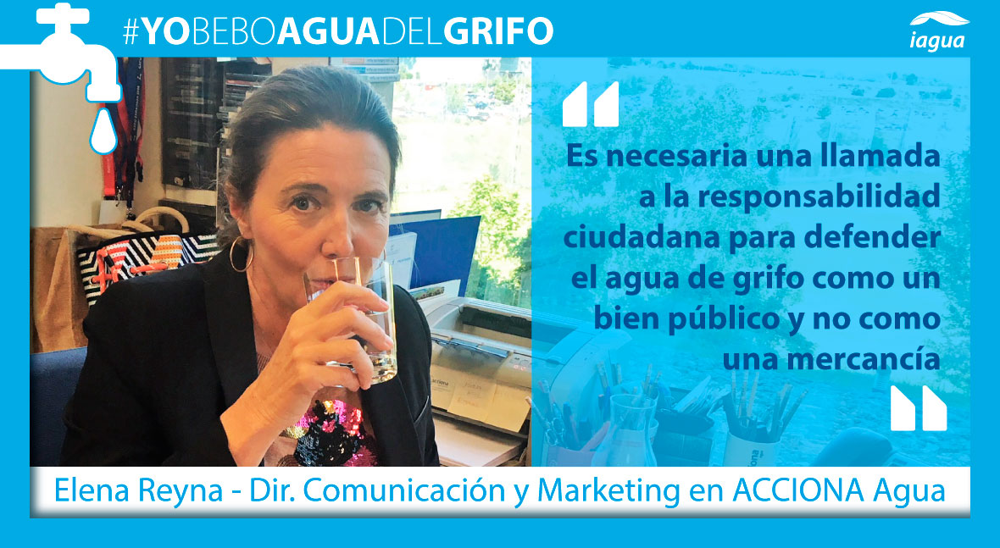 #YOBEBOAGUADELGRIFO
iagua
Es necesaria una llamada
a la responsabilidad
ciudadana para defender
el agua de grifo como un
bien público y no como
una mercancía
Elena Reyna - Dir. Comunicación y Marketing en ACCIONA Agua